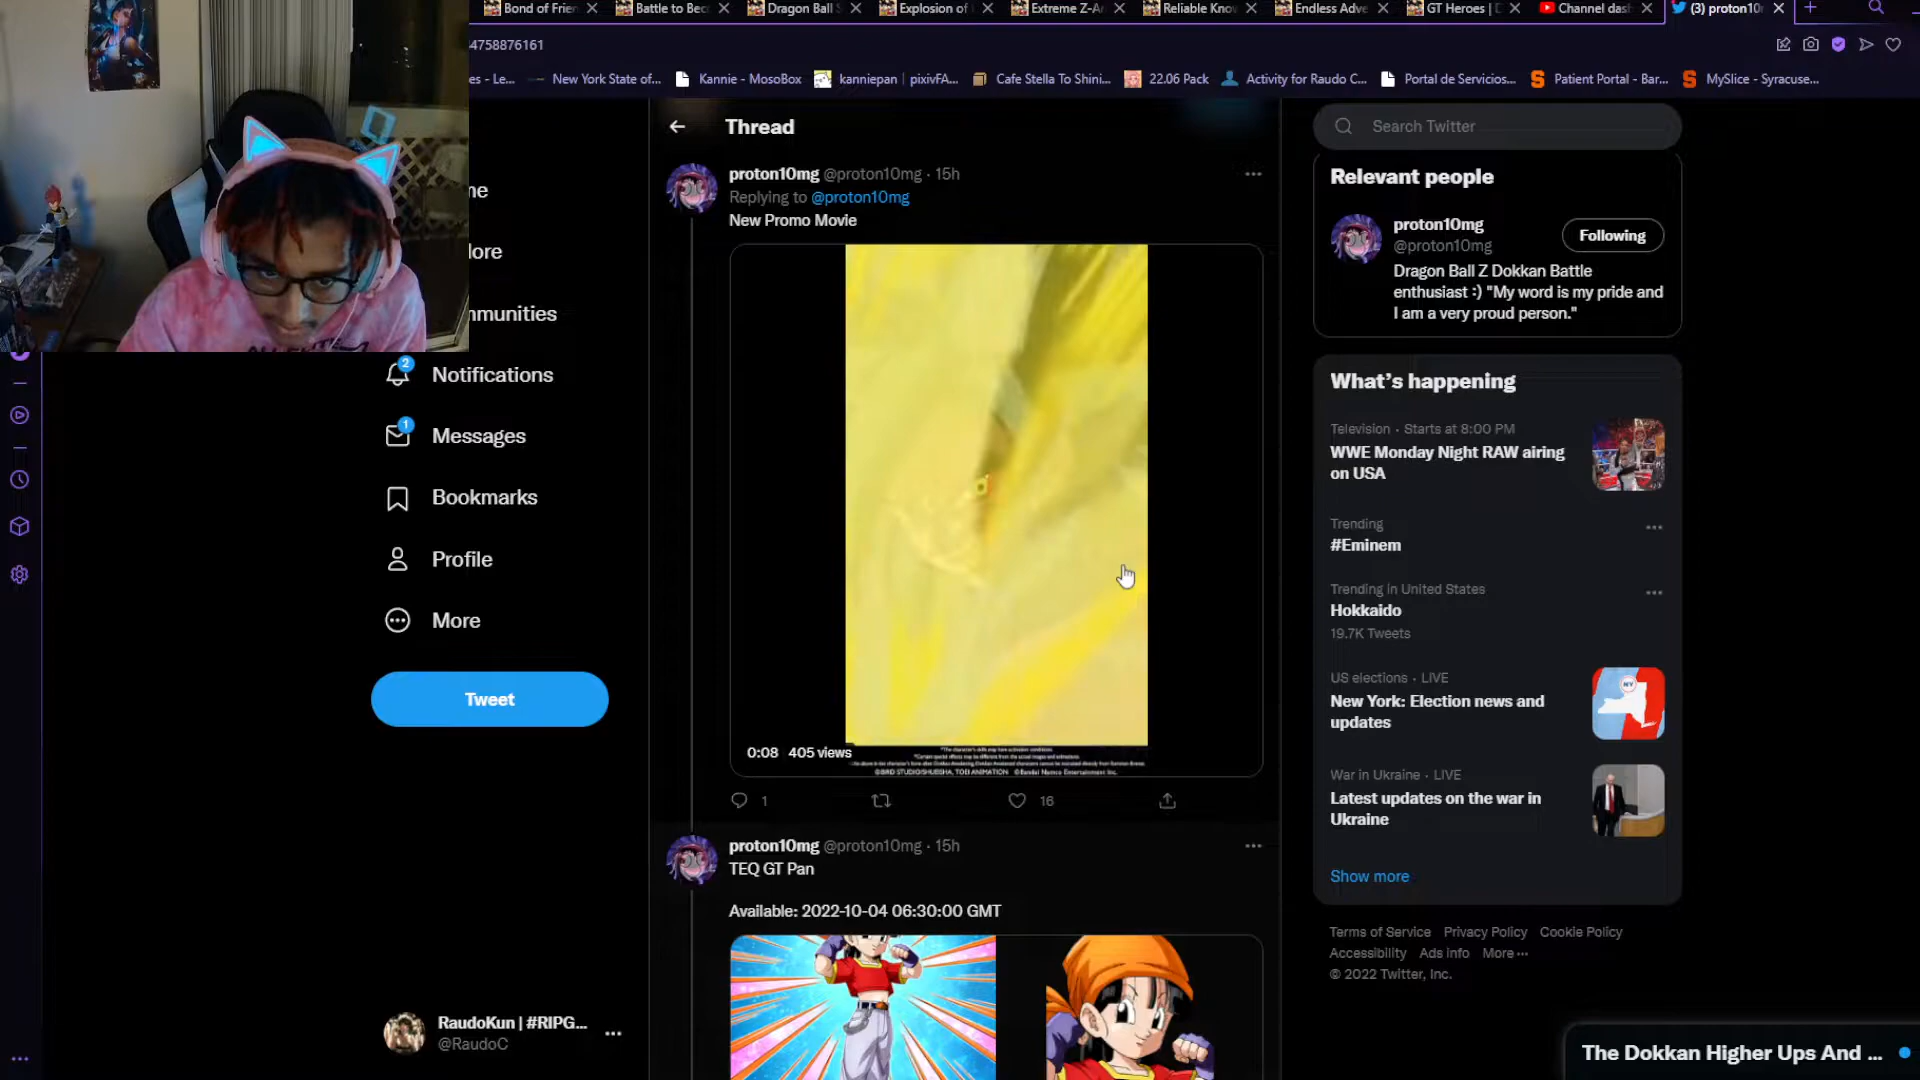 Bond of Frien
Battle to Bec
Dragon Ball S
Explosion of
Extreme Z-A
Reliable Kno
Endless Adve
GT Heroes | D
Channel das
(3) proton10
4758876161
es - Le...
New York State of...
Kannie - MosoBox
kanniepan | pixivFA...
Cafe Stella To Shini...
22.06 Pack
Activity for Raudo C...
Portal de Servicios...
Patient Portal - Bar...
MySlice - Syracuse...
me
lore
mmunities
Notifications
2
Messages
1
Bookmarks
Profile
More
Tweet
RaudoKun | #RIPG...
@RaudoC
Thread
proton10mg @proton10mg · 15h
Replying to @proton10mg
New Promo Movie
0:08 405 views
1
16
proton10mg @proton10mg · 15h
TEQ GT Pan
Available: 2022-10-04 06:30:00 GMT
Search Twitter
Relevant people
proton10mg
@proton10mg
Following
Dragon Ball Z Dokkan Battle
enthusiast :) "My word is my pride and
I am a very proud person."
What's happening
Television · Starts at 8:00 PM
WWE Monday Night RAW airing
on USA
Trending
#Eminem
Trending in United States
Hokkaido
19.7K Tweets
US elections · LIVE
New York: Election news and
updates
War in Ukraine · LIVE
Latest updates on the war in
Ukraine
Show more
Terms of Service Privacy Policy Cookie Policy
Accessibility Ads info More ···
© 2022 Twitter, Inc.
The Dokkan Higher Ups And ...